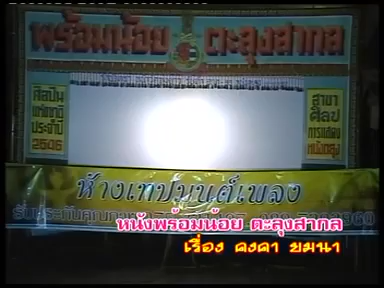 พร้อมน้อย ตะลุงสากล
ศิลปิน
แห่งชาติ
ประจำปี
2546
สาขา
ศิลป
การแสดง
หนังตะลุง
ห้างเทปมนต์เพลง
หนังพร้อมน้อย ตะลุงสากล
เรื่อง คงคา ยมนา